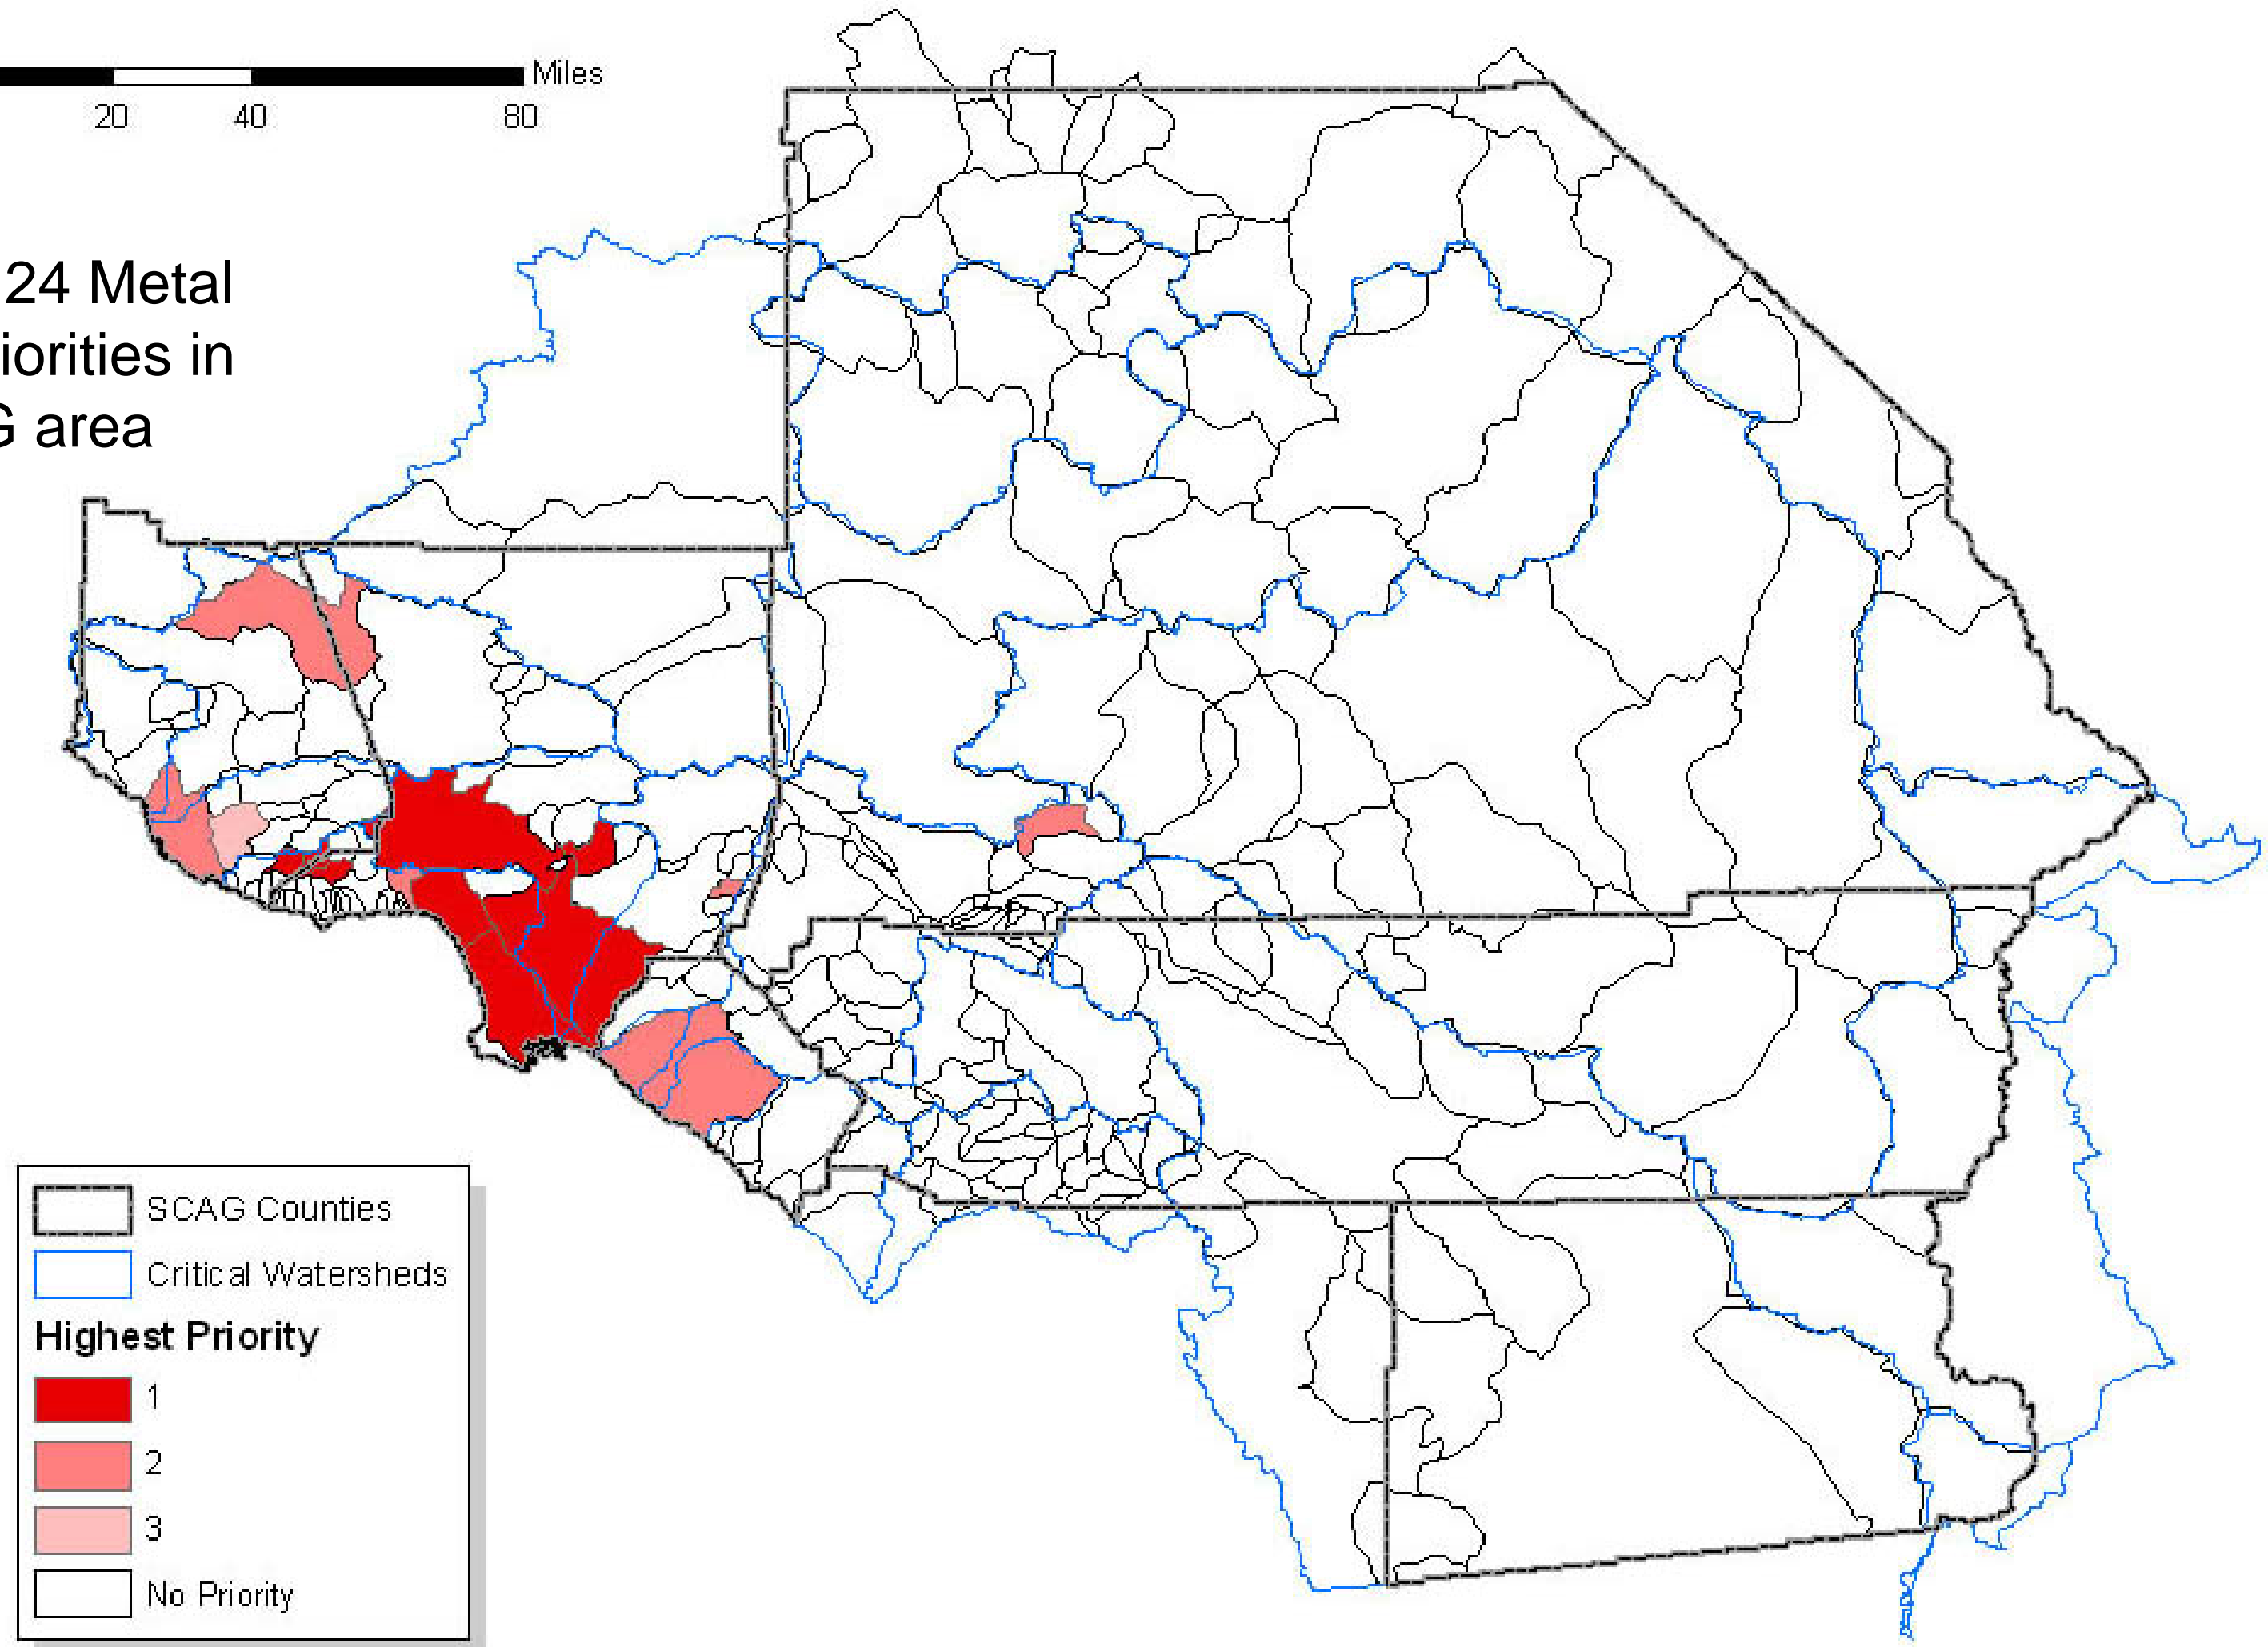 Miles
20 40 80
24 Metal
iorities in
G area
SCAG Counties
Critical Watersheds
Highest Priority
1
2
3
No Priority